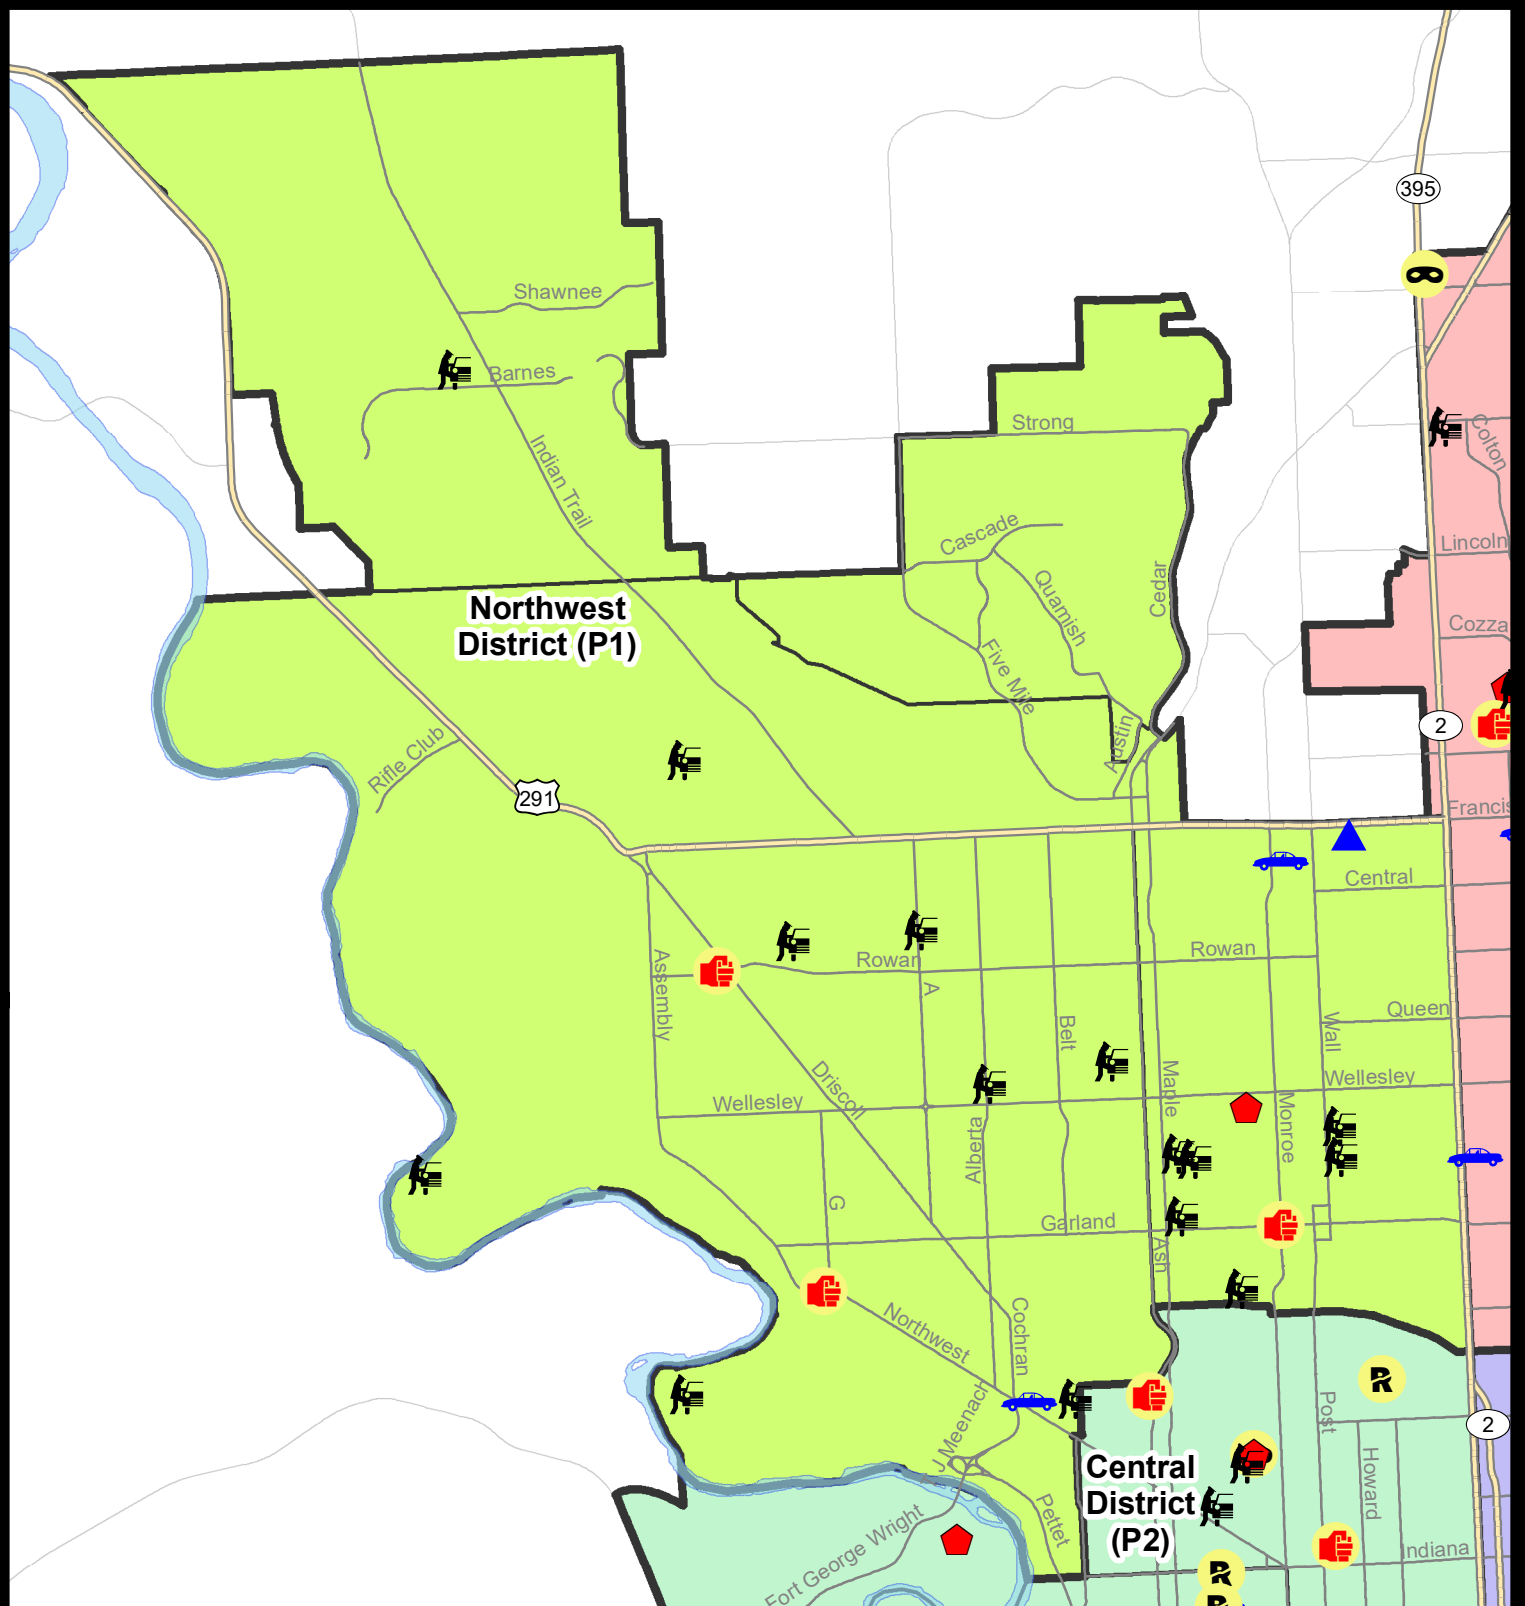 395
Shawnee
Barnes
Strong
Colton
Indian Trail
Cascade
Lincoln
Quamish
Cedar
Northwest
District (P1)
Cozza
Five Mile
Austin
2
Rifle Club
291
Francis
Central
Rowan
Rowan
Assembly
A
Queen
Belt
Wall
Driscoll
Maple
Wellesley
Wellesley
Monroe
Alberta
G
Garland
Ash
Northwest
Cochran
R
Post
2
J Meenach
Central
District
(P2)
Howard
Pettet
Fort George Wright
Indiana
R
R